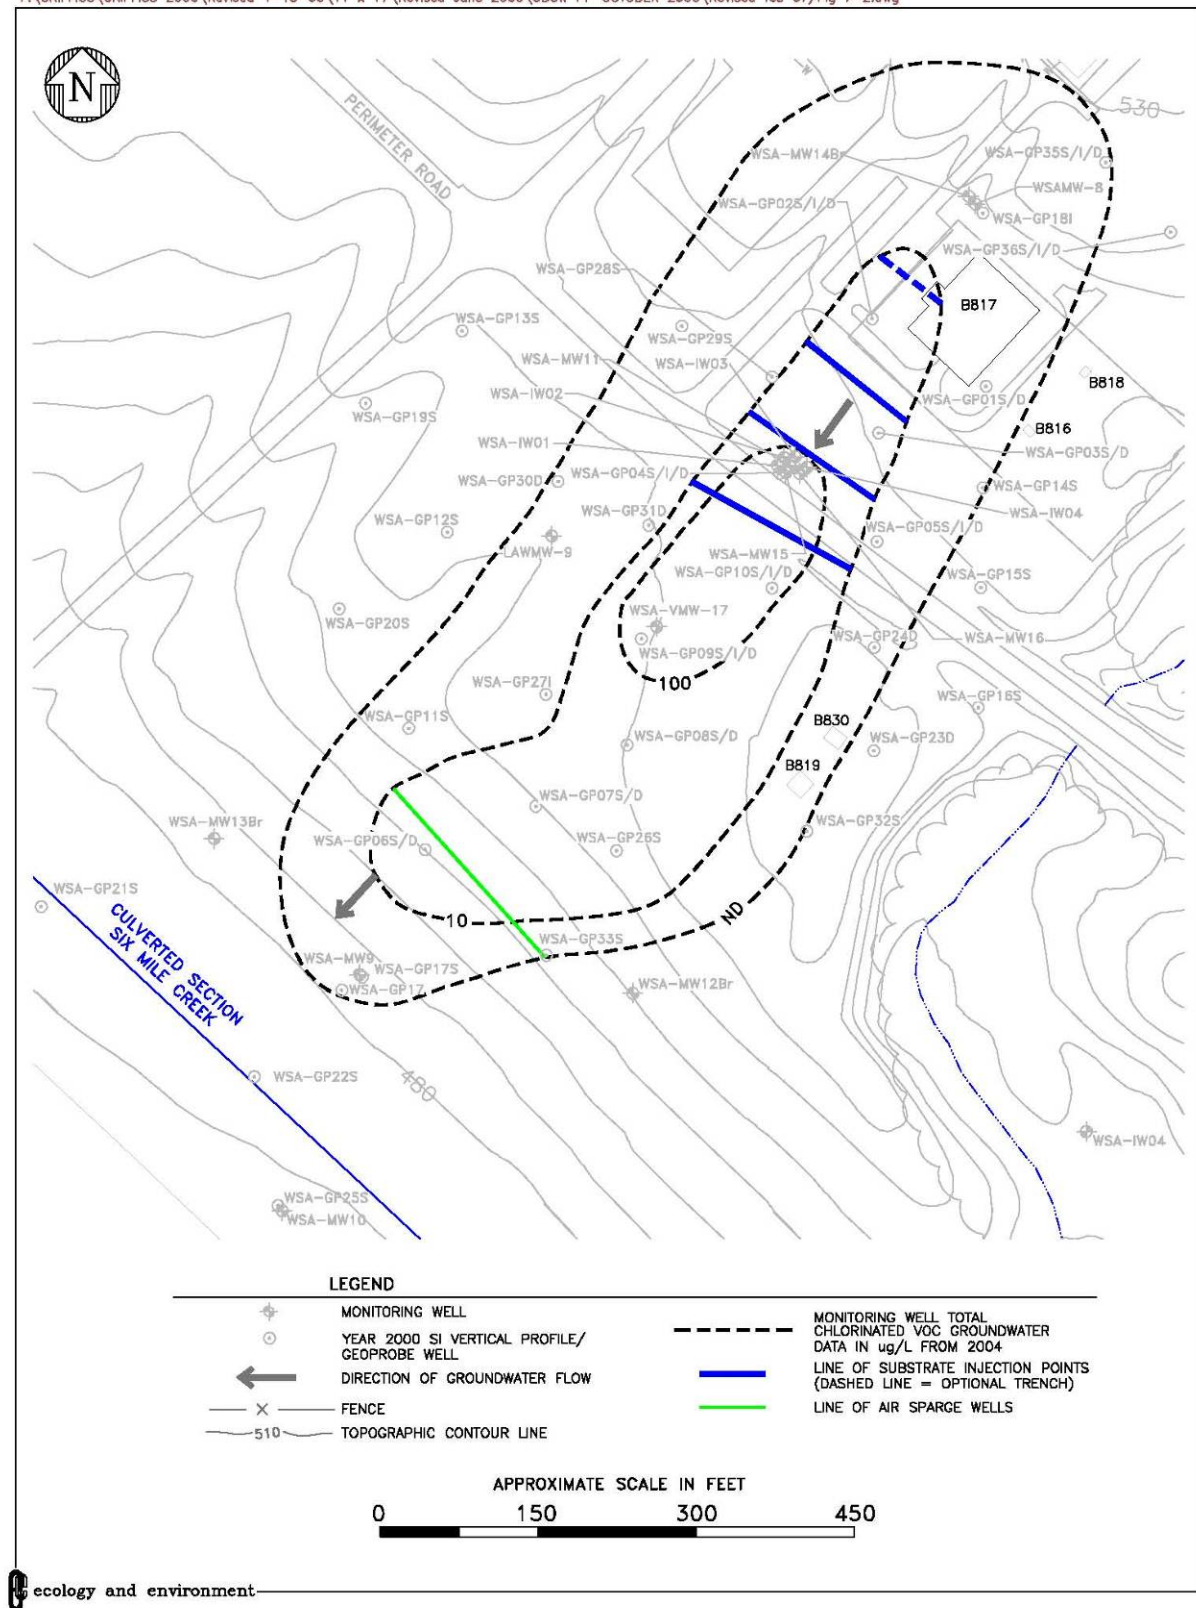 N
PERIMETER ROAD
530
WSA-MW14Br
WSA-GP35S/I/D
WSAMW-8
WSA-GP02S/I/D
WSA-GP18I
WSA-GP36S/I/D
WSA-GP28S
B817
WSA-GP13S
WSA-GP29S
WSA-MW11
WSA-IW03
B818
WSA-IW02
WSA-GP01S/D
WSA-GP19S
B816
WSA-IW01
WSA-GP03S/D
WSA-GP30D
WSA-GP04S/I/D
WSA-GP14S
WSA-IW04
WSA-GP31D
WSA-GP12S
WSA-GP05S/I/D
LAWMW-9
WSA-MW15
WSA-GP10S/I/D
WSA-GP15S
WSA-VMW-17
WSA-GP20S
WSA-GP24D
WSA-MW16
WSA-GP09S/I/D
WSA-GP27I
100
WSA-GP16S
WSA-GP11S
B830
WSA-GP08S/D
WSA-GP23D
B819
WSA-GP07S/D
WSA-MW13Br
WSA-GP32S
WSA-GP06S/D
WSA-GP26S
WSA-GP21S
CULVERTED SECTION
SIX MILE CREEK
10
ND
WSA-GP33S
WSA-MW9
WSA-GP17S
WSA-GP17
WSA-MW12Br
WSA-GP22S
480
WSA-IW04
WSA-GP25S
WSA-MW10
LEGEND
MONITORING WELL
YEAR 2000 SI VERTICAL PROFILE/
GEOPROBE WELL
DIRECTION OF GROUNDWATER FLOW
X FENCE
510 TOPOGRAPHIC CONTOUR LINE
MONITORING WELL TOTAL
CHLORINATED VOC GROUNDWATER
DATA IN ug/L FROM 2004
LINE OF SUBSTRATE INJECTION POINTS
(DASHED LINE = OPTIONAL TRENCH)
LINE OF AIR SPARGE WELLS
APPROXIMATE SCALE IN FEET
0 150 300 450
ecology and environment